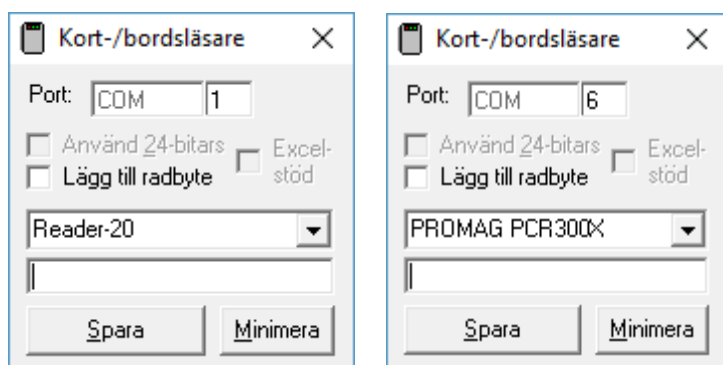 Kort-/bordsläsare
Port: COM 1
Använd 24-bitars Excel-
Lägg till radbyte stöd
Reader-20
Spara Minimera
Kort-/bordsläsare
Port: COM 6
Använd 24-bitars Excel-
Lägg till radbyte stöd
PROMAG PCR300X
Spara Minimera